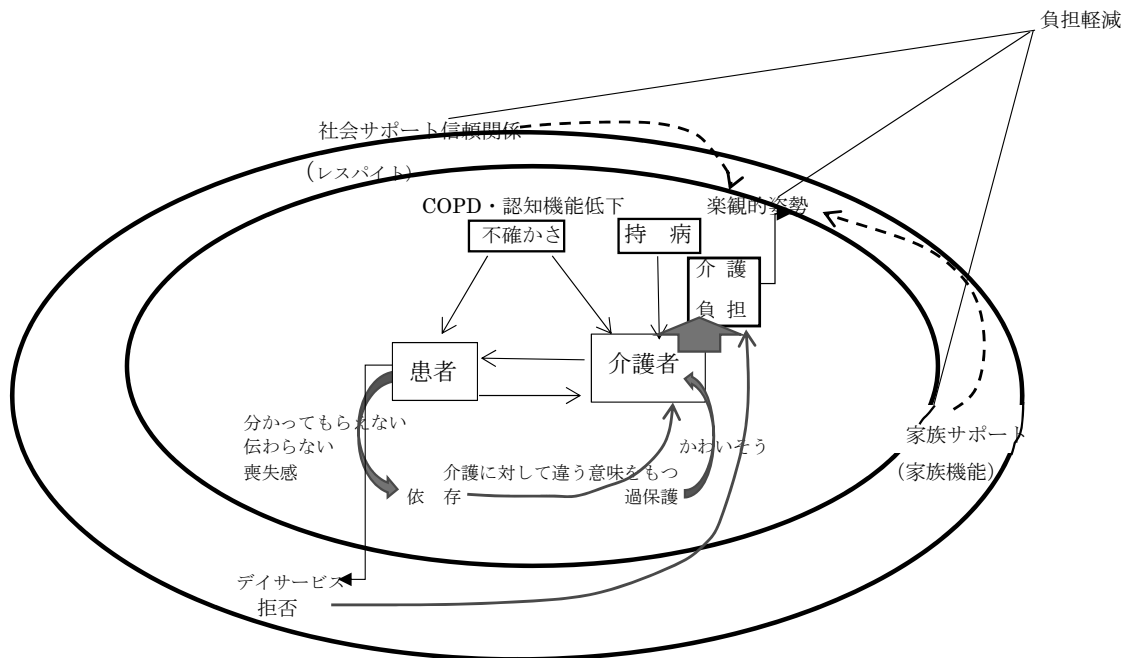 負担軽減
社会サポート信頼関係
(レスパイト)
COPD・認知機能低下
楽観的姿勢
不確かさ
持 病
介 護
負 担
患者
介護者
分かってもらえない
伝わらない
喪失感
かわいそう
家族サポート
(家族機能)
介護に対して違う意味をもつ
依 存
過保護
デイサービス
拒否